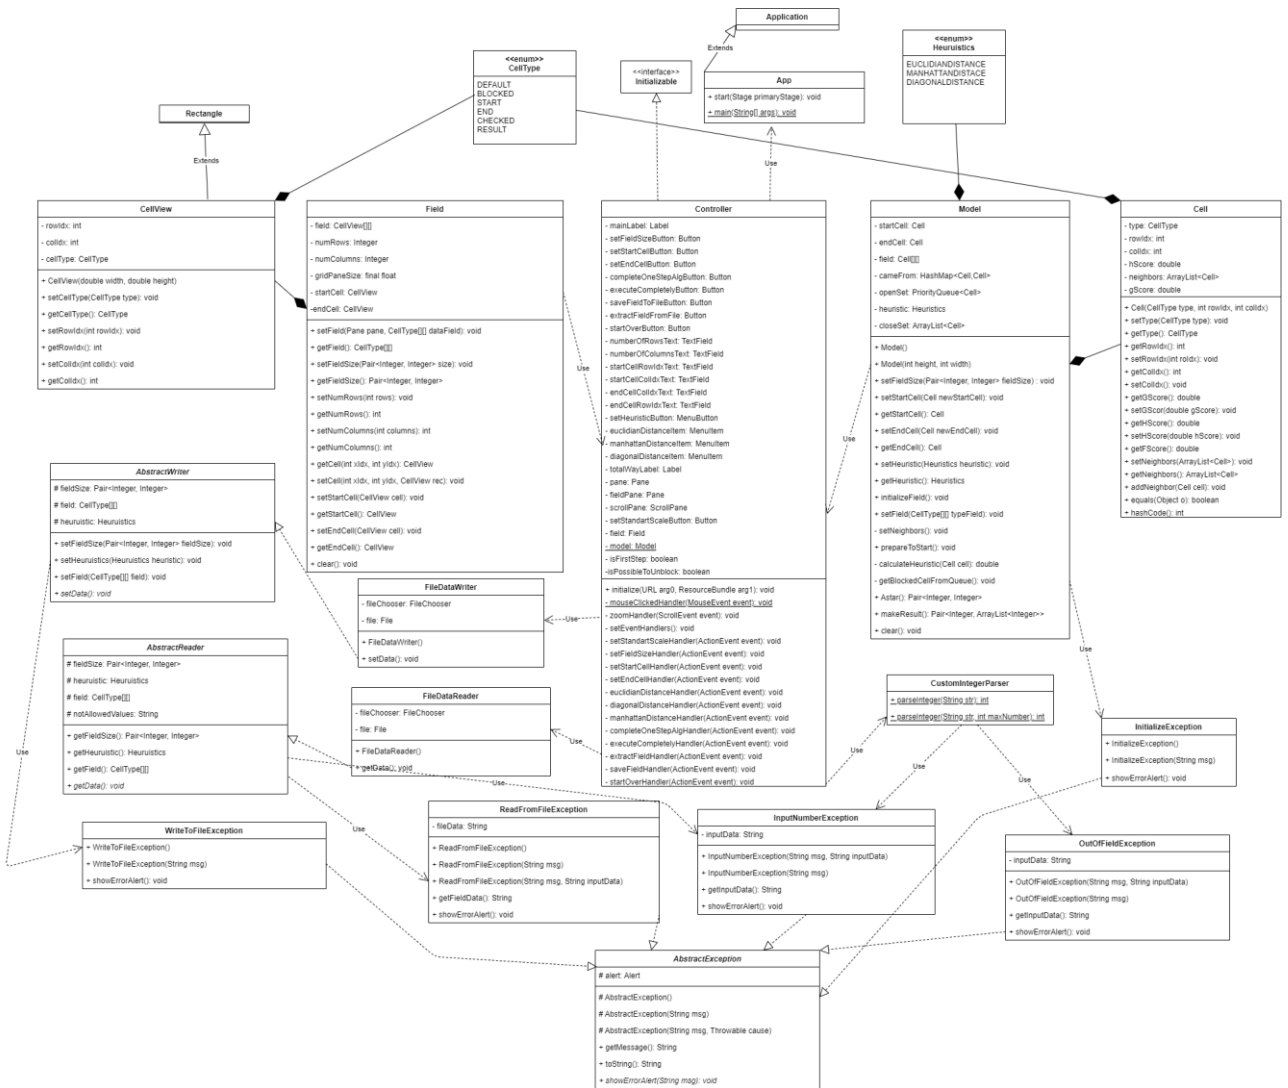 Application
Extends
App
+ start(Stage primaryStage): void
+ main(String[] args): void
<<enum>>
Heuristics
EUCLIDIANDISTANCE
MANHATTANDISTACE
DIAGONALDISTANCE
<<enum>>
CellType
DEFAULT
BLOCKED
START
END
CHECKED
RESULT
<<interface>>
Initializable
Rectangle
Extends
Use
CellView
- rowIdx: int
- colIdx: int
- cellType: CellType
+ CellView(double width, double height)
+ setCellType(CellType type): void
+ getCellType(): CellType
+ setRowIdx(int rowIdx): void
+ getRowIdx(): int
+ setColIdx(int colIdx): void
+ getColIdx(): int
Field
- field: CellView[][]
- numRows: Integer
- numColumns: Integer
- gridPaneSize: final float
- startCell: CellView
-endCell: CellView
+ setField(Pane pane, CellType[][] dataField): void
+ getField(): CellType[][]
+ setFieldSize(Pair<Integer, Integer> size): void
+ getFieldSize(): Pair<Integer, Integer>
+ setNumRows(int rows): void
+ getNumRows(): int
+ setNumColumns(int columns): int
+ getNumColumns(): int
+ getCell(int xIdx, int yIdx): CellView
+ setCell(int xIdx, int yIdx, CellView rec): void
+ setStartCell(CellView cell): void
+ getStartCell(): CellView
+ setEndCell(CellView cell): void
+ getEndCell(): CellView
+ clear(): void
Use
Controller
- mainLabel: Label
- setFieldSizeButton: Button
- setStartCellButton: Button
- setEndCellButton: Button
- completeOneStepAlgButton: Button
- executeCompletelyButton: Button
- saveFieldToFileButton: Button
- extractFieldFromFile: Button
- startOverButton: Button
- numberOfRowsText: TextField
- numberOfColumnsText: TextField
- startCellRowIdxText: TextField
- startCellColIdxText: TextField
- endCellColIdxText: TextField
- endCellRowIdxText: TextField
- setHeuristicButton: MenuButton
- euclidianDistanceItem: MenuItem
- manhattanDistanceItem: MenuItem
- diagonalDistanceItem: MenuItem
- totalWayLabel: Label
- pane: Pane
- fieldPane: Pane
- scrollPane: ScrollPane
- setStandartScaleButton: Button
- field: Field
- model: Model
- isFirstStep: boolean
-isPossibleToUnblock: boolean
+ initialize(URL arg0, ResourceBundle arg1): void
- mouseClickedHandler(MouseEvent event): void
- zoomHandler(ScrollEvent event): void
- setEventHandlers(): void
- setStandartScaleHandler(ActionEvent event): void
- setFieldSizeHandler(ActionEvent event): void
- setStartCellHandler(ActionEvent event): void
- setEndCellHandler(ActionEvent event): void
- euclidianDistanceHandler(ActionEvent event): void
- diagonalDistanceHandler(ActionEvent event): void
- manhattanDistanceHandler(ActionEvent event): void
- completeOneStepAlgHandler(ActionEvent event): void
- executeCompletelyHandler(ActionEvent event): void
- extractFieldHandler(ActionEvent event): void
- saveFieldHandler(ActionEvent event): void
- startOverHandler(ActionEvent event): void
Use
Model
- startCell: Cell
- endCell: Cell
- field: Cell[][]
- cameFrom: HashMap<Cell,Cell>
- openSet: PriorityQueue<Cell>
- heuristic: Heuristics
- closeSet: ArrayList<Cell>
+ Model()
+ Model(int height, int width)
+ setFieldSize(Pair<Integer, Integer> fieldSize) : void
+ setStartCell(Cell newStartCell): void
+ getStartCell: Cell
+ setEndCell(Cell newEndCell): void
+ getEndCell: Cell
+ setHeuristic(Heuristics heuristic): void
+ getHeuristic(): Heuristics
+ initializeField(): void
+ setField(CellType[][] typeField): void
- setNeighbors(): void
+ prepareToStart(): void
- calculateHeuristic(Cell cell): double
- getBlockedCellFromQueue(): void
+ Astar(): Pair<Integer, Integer>
+ makeResult(): Pair<Integer, ArrayList<Integer>>
+ clear(): void
Cell
- type: CellType
- rowIdx: int
- colIdx: int
- hScore: double
- neighbors: ArrayList<Cell>
- gScore: double
+ Cell(CellType type, int rowIdx, int colIdx)
+ setType(CellType type): void
+ getType(): CellType
+ getRowIdx(): int
+ setRowIdx(int roIdx): void
+ getColIdx(): int
+ setColIdx(): void
+ getGScore(): double
+ setGScor(double gScore): void
+ getHScore(): double
+ setHScore(double hScore): void
+ getFScore(): double
+ setNeighbors(ArrayList<Cell>): void
+ getNeighbors(): ArrayList<Cell>
+ addNeighbor(Cell cell): void
+ equals(Object o): boolean
+ hashCode(): int
AbstractWriter
# fieldSize: Pair<Integer, Integer>
# field: CellType[][]
# heuristic: Heuristics
+ setFieldSize(Pair<Integer, Integer> fieldSize): void
+ setHeuristics(Heuristics heuristic): void
+ setField(CellType[][] field): void
+ setData(): void
FileDataWriter
- fileChooser: FileChooser
- file: File
+ FileDataWriter()
+ setData(): void
Use
AbstractReader
# fieldSize: Pair<Integer, Integer>
# heuristic: Heuristics
# field: CellType[][]
# notAllowedValues: String
+ getFieldSize(): Pair<Integer, Integer>
+ getHeuristic(): Heuristics
+ getField(): CellType[][]
+ getData(): void
FileDataReader
- fileChooser: FileChooser
- file: File
+ FileDataReader()
+ getData(): void
Use
Use
Use
CustomIntegerParser
+ parseInteger(String str): int
+ parseInteger(String str, int maxNumber): int
Use
Use
Use
Use
InitializeException
+ InitializeException()
+ InitializeException(String msg)
+ showErrorAlert(): void
WriteToFileException
+ WriteToFileException()
+ WriteToFileException(String msg)
+ showErrorAlert(): void
Use
ReadFromFileException
- fileData: String
+ ReadFromFileException()
+ ReadFromFileException(String msg)
+ ReadFromFileException(String msg, String inputData)
+ getFieldData(): String
+ showErrorAlert(): void
InputNumberException
- inputData: String
+ InputNumberException(String msg, String inputData)
+ InputNumberException(String msg)
+ getInputData(): String
+ showErrorAlert(): void
OutOfFieldException
- inputData: String
+ OutOfFieldException(String msg, String inputData)
+ OutOfFieldException(String msg)
+ getInputData(): String
+ showErrorAlert(): void
AbstractException
# alert: Alert
# AbstractException()
# AbstractException(String msg)
# AbstractException(String msg, Throwable cause)
+ getMessage(): String
+ toString(): String
+ showErrorAlert(String msg): void